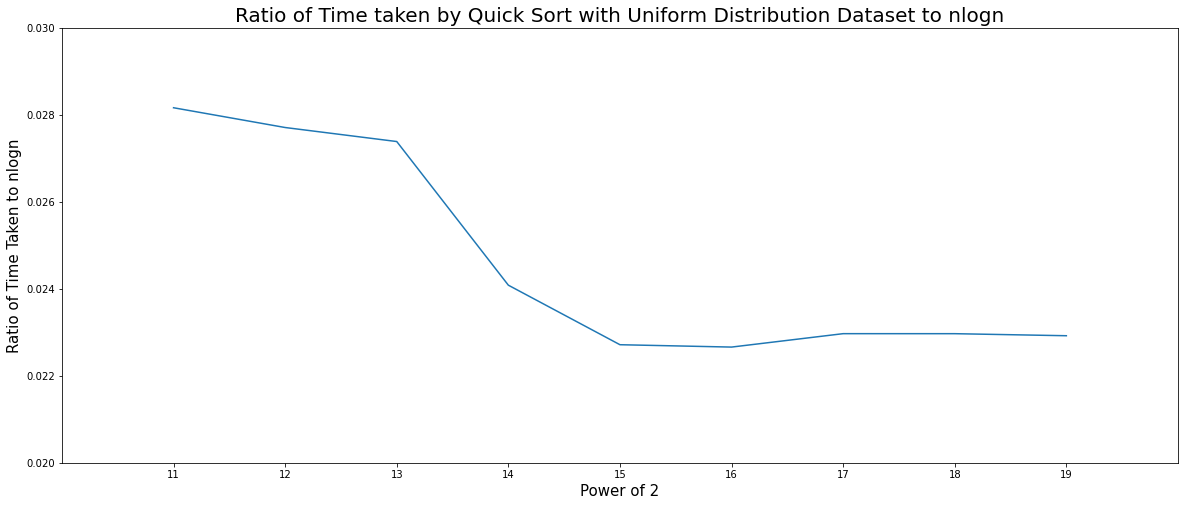 Ratio of Time taken by Quick Sort with Uniform Distribution Dataset to nlogn
Ratio of Time Taken to nlogn
0.030
0.028
0.026
0.024
0.022
0.020
11 12 13 14 15 16 17 18 19
Power of 2